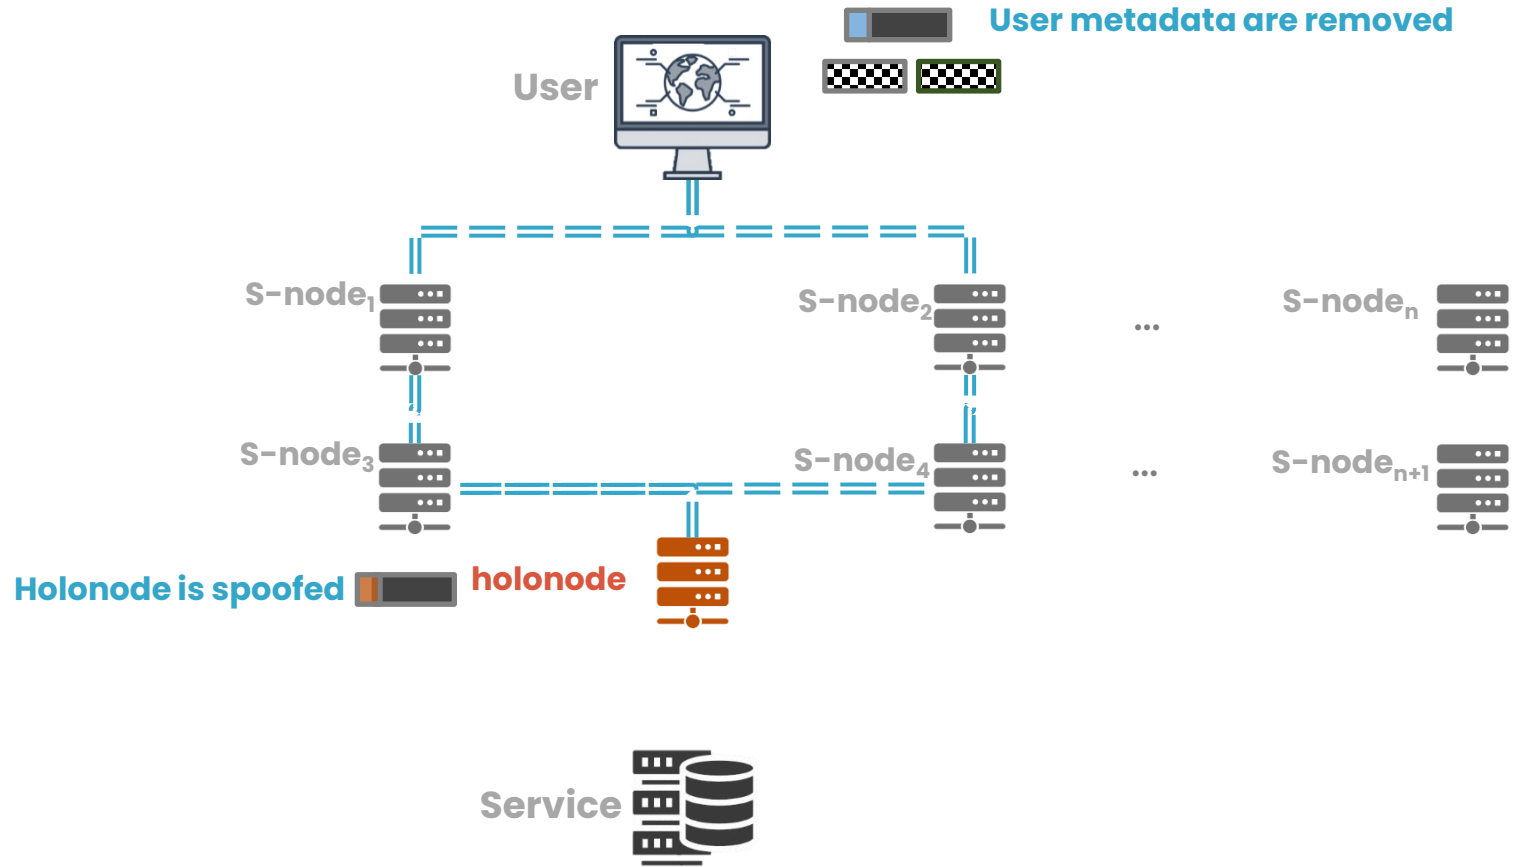 User metadata are removed
User
S-node1
S-node2
S-noden
...
S-node3
S-node4
S-noden+1
...
Holonode is spoofed
holonode
Service